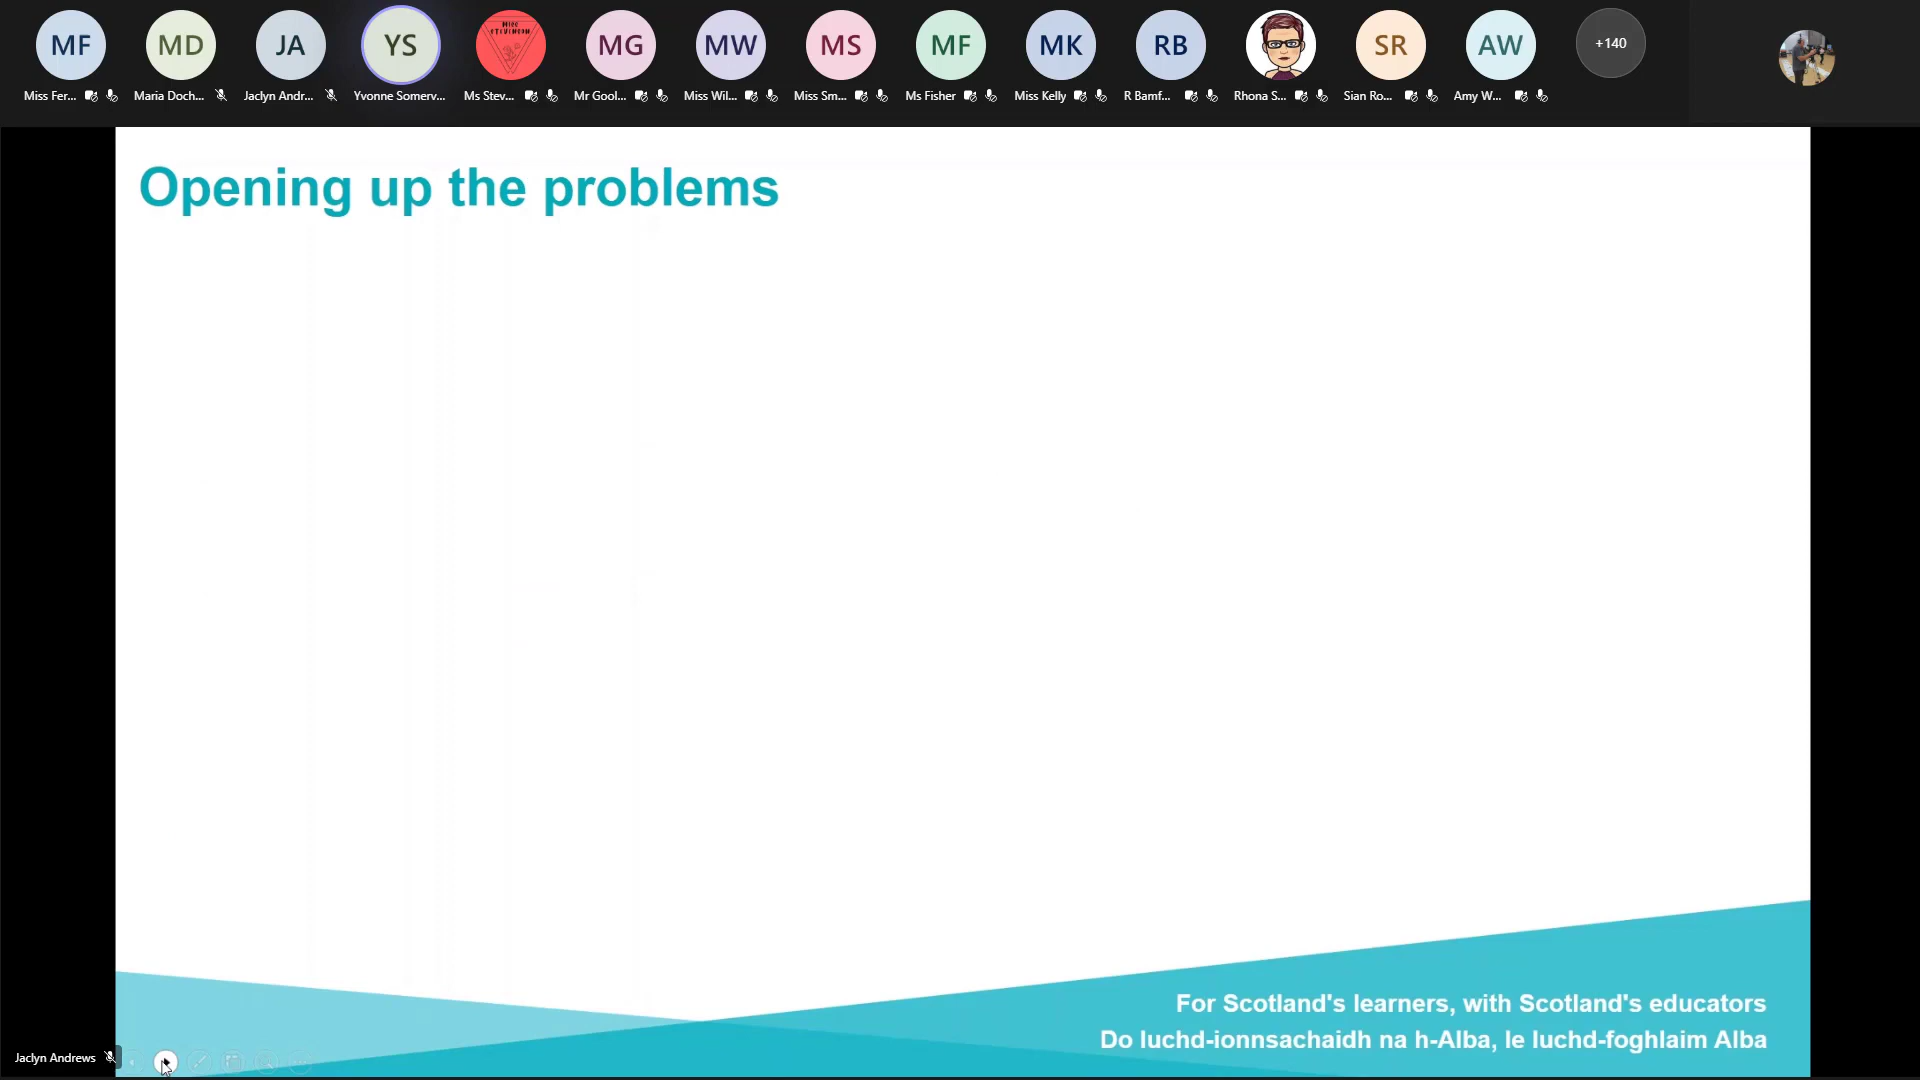 MF
MD
JA
YS
Miss
STEVENSON
MG
MW
MS
MF
MK
RB
SR
AW
+140
Miss Fer...
Maria Doch...
Jaclyn Andr...
Yvonne Somerv...
Ms Stev...
Mr Gool...
Miss Wil...
Miss Sm...
Ms Fisher
Miss Kelly
R Bamf...
Rhona S...
Sian Ro...
Amy W...
Opening up the problems
For Scotland's learners, with Scotland's educators
Do luchd-ionnsachaidh na h-Alba, le luchd-foghlaim Alba
Jaclyn Andrews